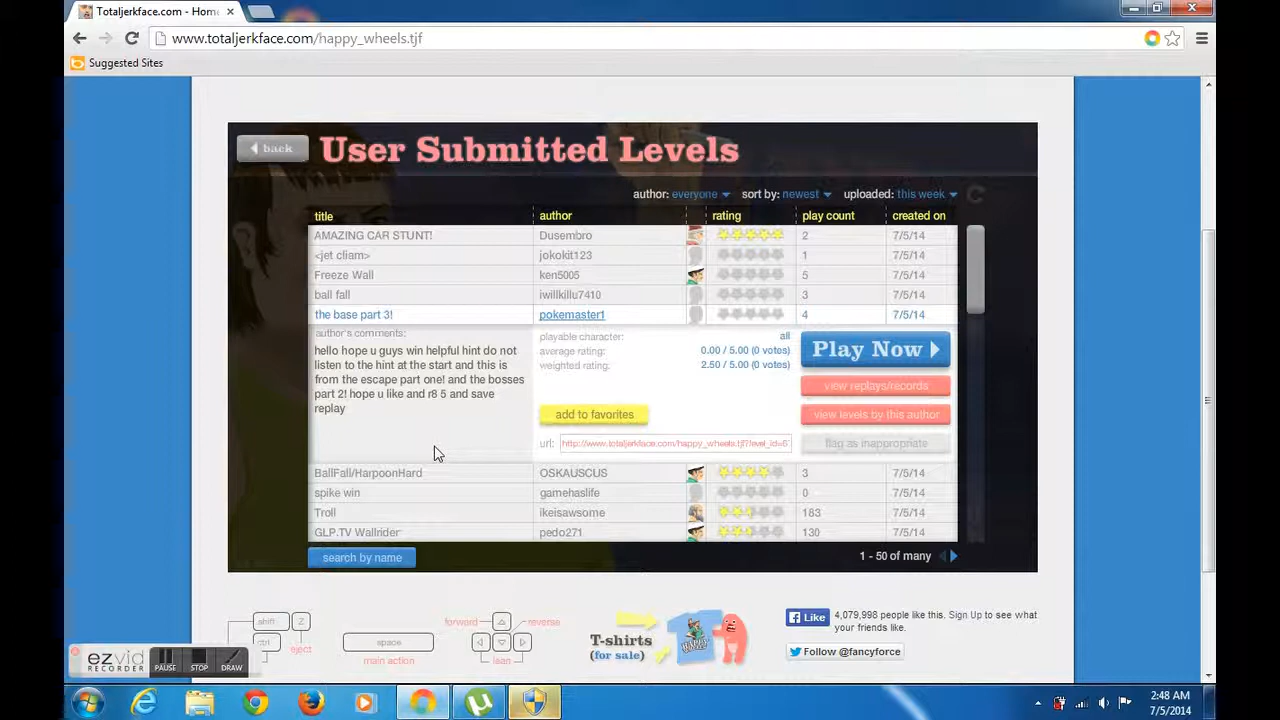 Totaljerkface.com - Hom
www.totaljerkface.com/happy_wheels.tjf
Suggested Sites
back
User Submitted Levels
author: everyone sort by: newest uploaded: this week
title author rating play count created on
AMAZING CAR STUNT! Dusembro 2 7/5/14
<jet cliam> jokokit123 1 7/5/14
Freeze Wall ken5005 5 7/5/14
ball fall iwillkillu7410 3 7/5/14
the base part 3! pokemaster1 4 7/5/14
author's comments:
hello hope u guys win helpful hint do not
listen to the hint at the start and this is
from the escape part one! and the bosses
part 2! hope u like and r8 5 and save
replay
playable character: all
average rating: 0.00 / 5.00 (0 votes)
weighted rating: 2.50 / 5.00 (0 votes)
add to favorites
url: http://www.totaljerkface.com/happy_wheels.tjf?level_id=6
Play Now
view replays/records
view levels by this author
flag as inappropriate
BallFall/HarpoonHard OSKAUSCUS 3 7/5/14
spike win gamehaslife 0 7/5/14
Troll ikeisawsome 183 7/5/14
GLP.TV Wallrider pedo271 130 7/5/14
search by name
1 - 50 of many
shift Z
ctrl
eject
space
main action
forward reverse
lean
T-shirts
(for sale)
Like 4,079,998 people like this. Sign Up to see what
your friends like.
Follow @fancyforce
ezvid
RECORDER
PAUSE STOP DRAW
2:48 AM
7/5/2014